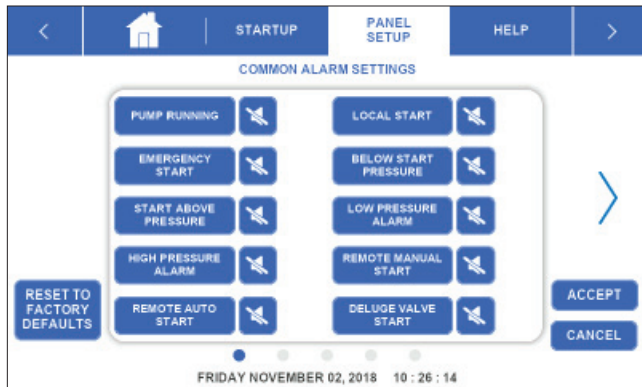 <
STARTUP
PANEL
SETUP
HELP
>
COMMON ALARM SETTINGS
PUMP RUNNING
LOCAL START
EMERGENCY
START
BELOW START
PRESSURE
START ABOVE
PRESSURE
LOW PRESSURE
ALARM
HIGH PRESSURE
ALARM
REMOTE MANUAL
START
REMOTE AUTO
START
DELUGE VALVE
START
RESET TO
FACTORY
DEFAULTS
ACCEPT
CANCEL
FRIDAY NOVEMBER 02, 2018 10 : 26 : 14